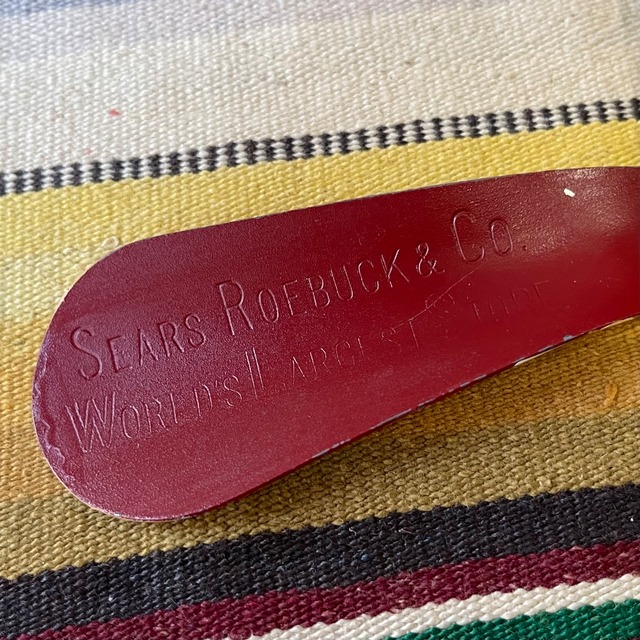 SEARS ROEBUCK & CO.
WORLD'S LARGEST STORE